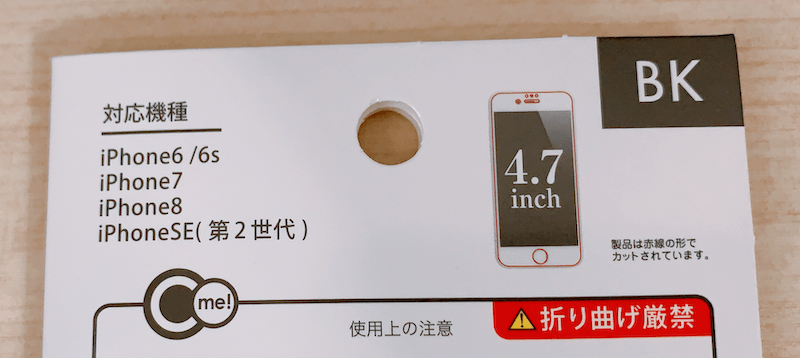 BK
対応機種
iPhone6 /6s
iPhone7
iPhone8
iPhoneSE( 第2世代 )
4.7
inch
製品は赤線の形で
カットされています。
C me!
使用上の注意
⚠折り曲げ厳禁